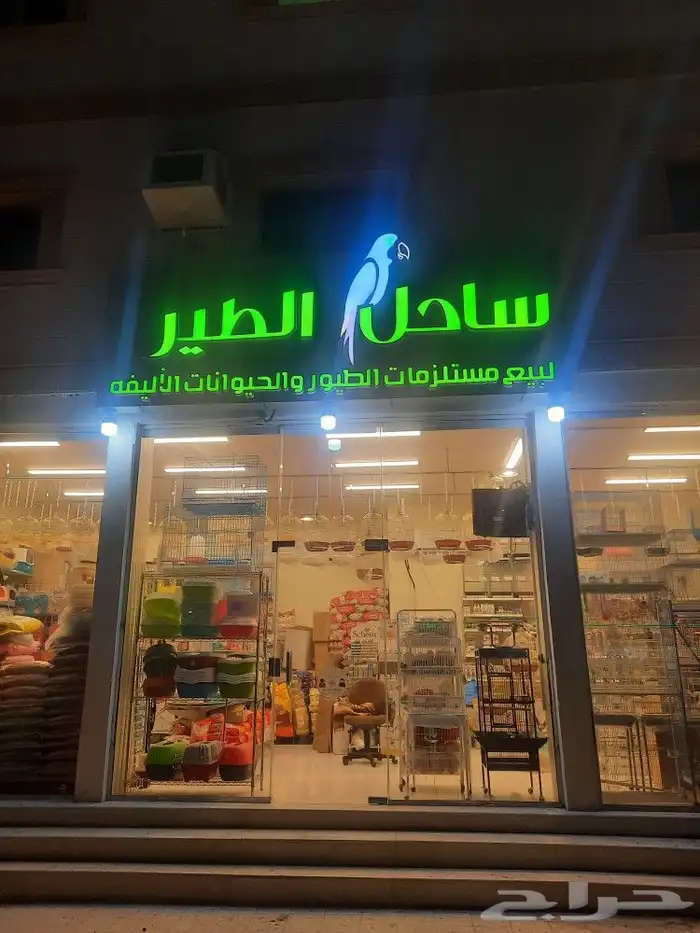 ساحل الطير
لبيع مستلزمات الطيور والحيوانات الأليفه
حراج